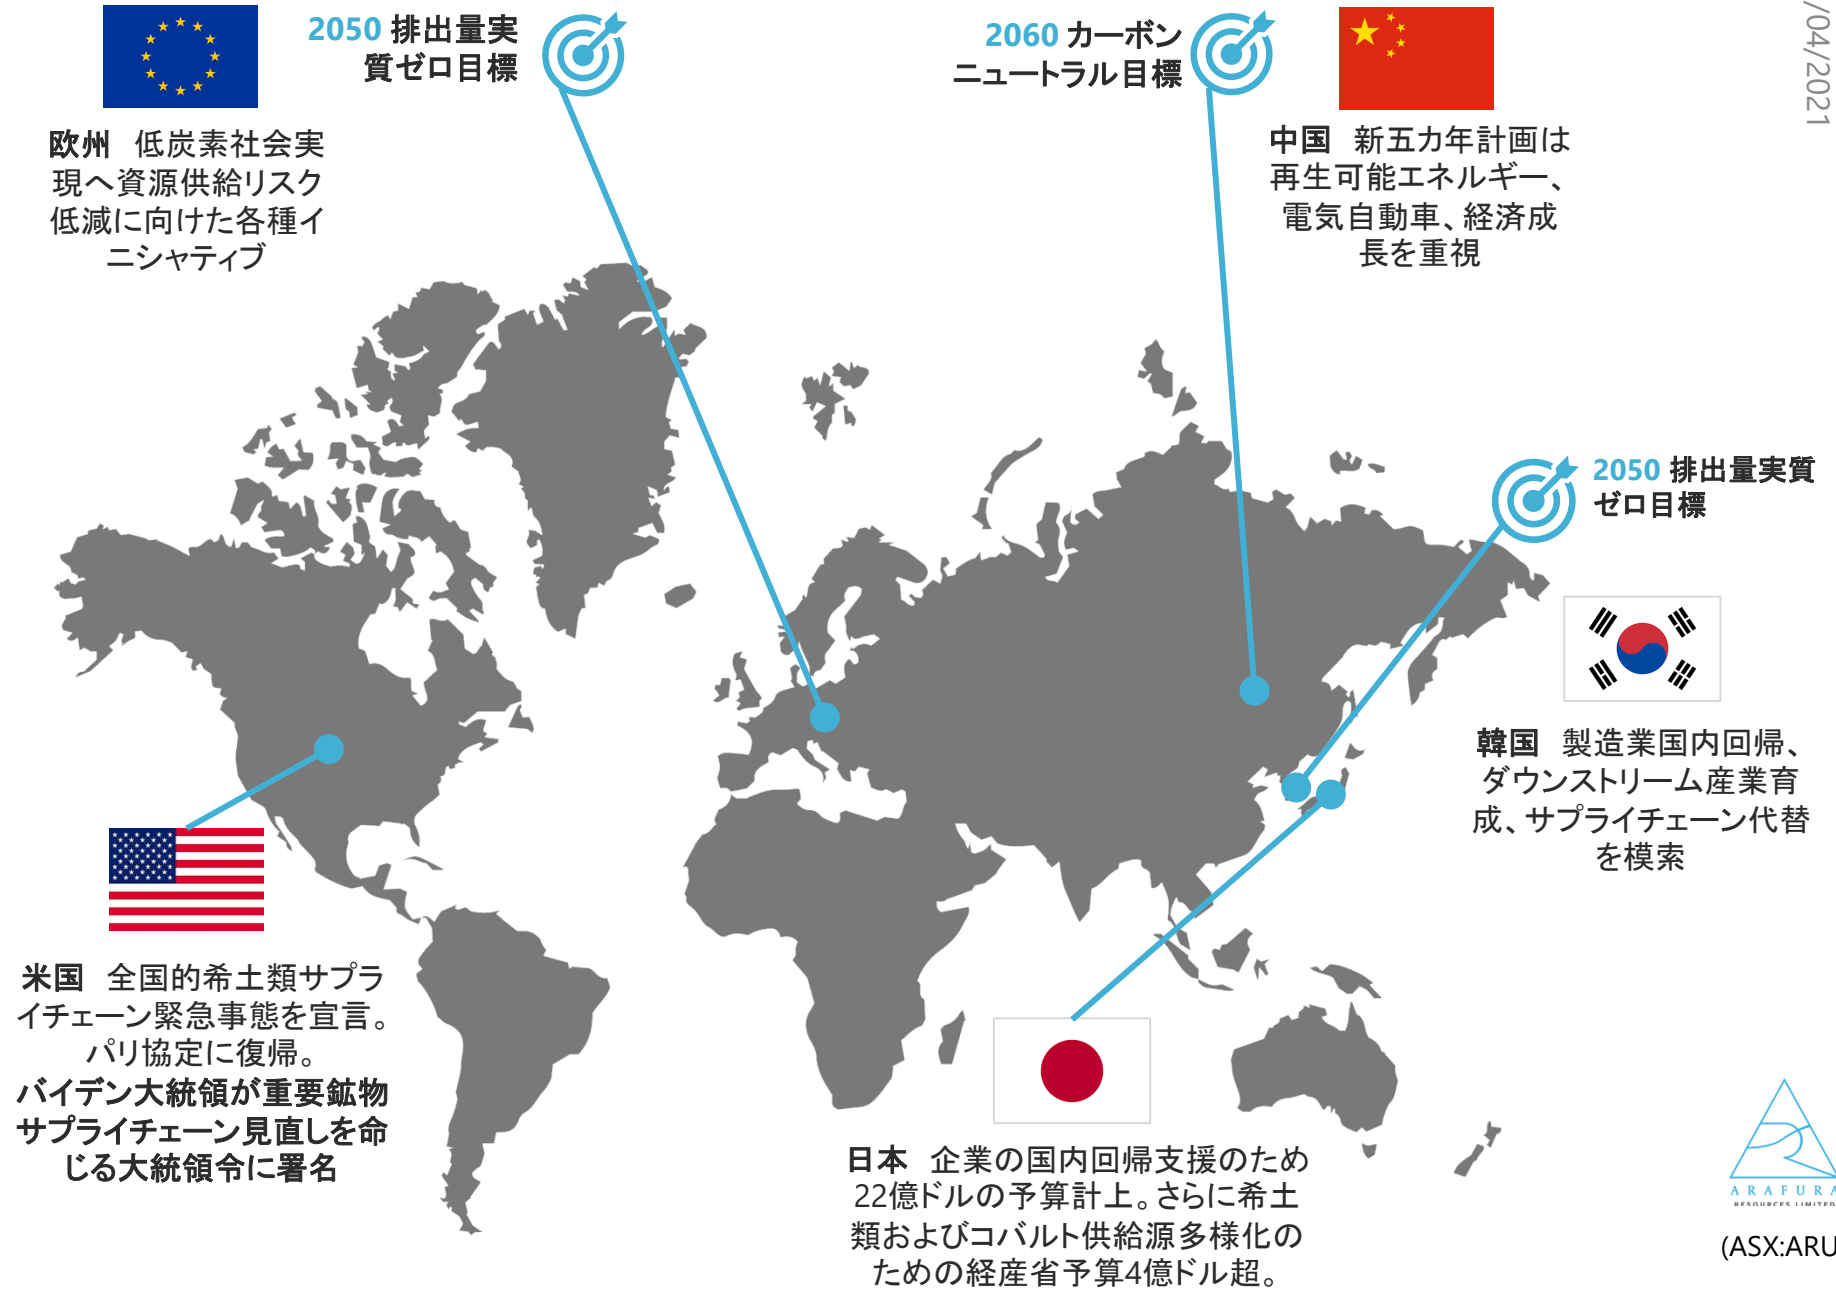 2050 排出量実
質ゼロ目標
2060 カーボン
ニュートラル目標
/04/2021
欧州 低炭素社会実
現へ資源供給リスク
低減に向けた各種イ
ニシャティブ
中国 新五カ年計画は
再生可能エネルギー、
電気自動車、経済成
長を重視
2050 排出量実質
ゼロ目標
韓国 製造業国内回帰、
ダウンストリーム産業育
成、サプライチェーン代替
を模索
米国 全国的希土類サプラ
イチェーン緊急事態を宣言。
パリ協定に復帰。
バイデン大統領が重要鉱物
サプライチェーン見直しを命
じる大統領令に署名
日本 企業の国内回帰支援のため
22億ドルの予算計上。さらに希土
類およびコバルト供給源多様化の
ための経産省予算4億ドル超。
ARAFURA
RESOURCES LIMITED
(ASX:ARU